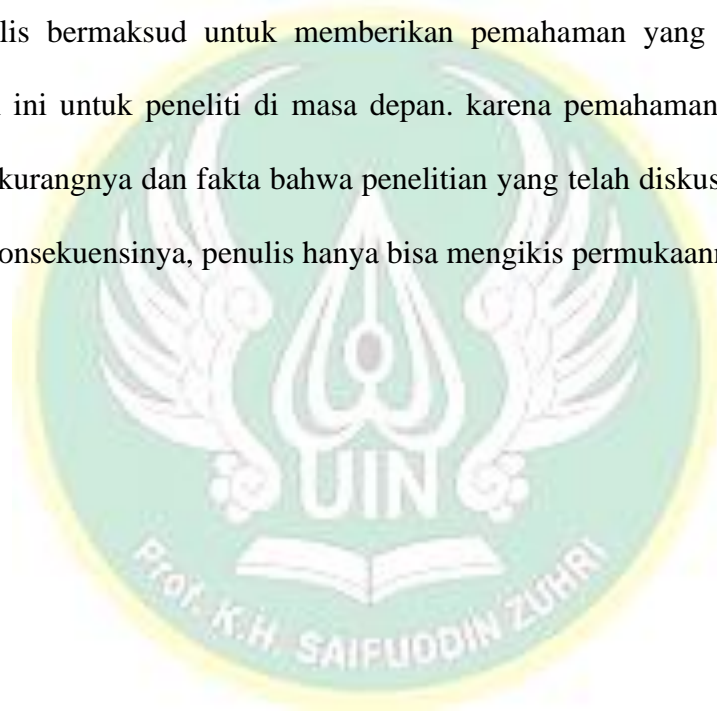 lis bermaksud untuk memberikan pemahaman yang
ini untuk peneliti di masa depan. karena pemahaman
kurangnya dan fakta bahwa penelitian yang telah diskus
onsekuensinya, penulis hanya bisa mengikis permukaan
UIN
Prof. K.H. SAIFUDDIN ZUHRI